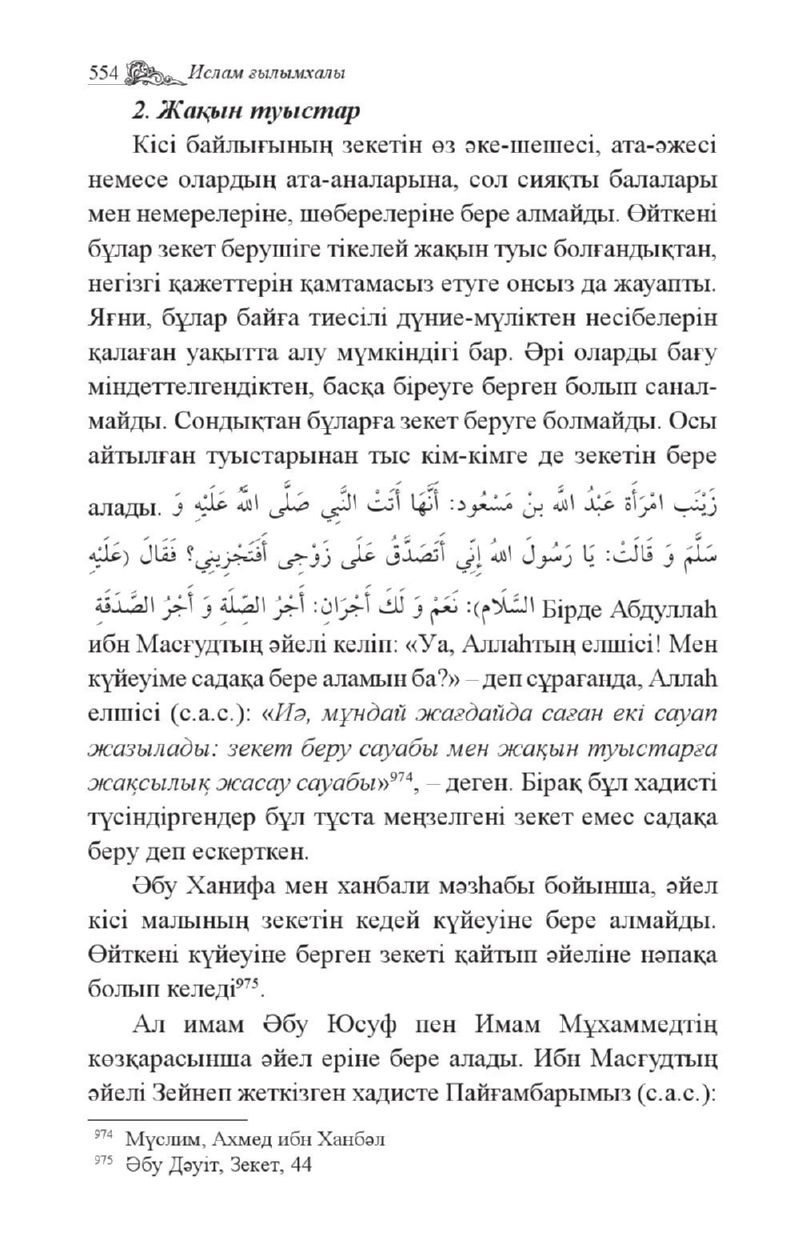 554 Ислам ғылымхалы
2. Жақын туыстар
Кісі байлығының зекетін өз әке-шешесі, ата-әжесі
немесе олардың ата-аналарына, сол сияқты балалары
мен немерелеріне, шөберелеріне бере алмайды. Өйткені
бұлар зекет берушіге тікелей жақын туыс болғандықтан,
негізгі қажеттерін қамтамасыз етуге онсыз да жауапты.
Яғни, бұлар байға тиесілі дүние-мүліктен несібелерін
қалаған уақытта алу мүмкіндігі бар. Әрі оларды бағу
міндеттелгендіктен, басқа біреуге берген болып санал-
майды. Сондықтан бұларға зекет беруге болмайды. Осы
айтылған туыстарынан тыс кім-кімге де зекетін бере
алады. زَيْنَب امْرَأَة عَبْدُ اللّٰه بنْ مَسْعُود: أَنَّهَا أَتَتْ النَّبِي صَلَّى اللّٰهُ عَلَيْهِ وَ
سَلَّمَ وَ قَالَتْ: يَا رَسُولَ اللّٰهِ إِنِّي أَتَصَدَّقُ عَلَى زَوْجِى أَفَتَجْزِينِي؟ فَقَالَ (عَلَيْهِ
السَّلَام): نَعَمْ وَ لَكَ أَجْرَانِ: أَجْرُ الصِّلَةِ وَ أَجْرُ الصَّدَقَةِ Бірде Абдуллаһ
ибн Масғудтың әйелі келіп: «Уа, Аллаһтың елшісі! Мен
күйеуіме садақа бере аламын ба?» – деп сұрағанда, Аллаһ
елшісі (с.а.с.): «Иә, мұндай жағдайда саған екі сауап
жазылады: зекет беру сауабы мен жақын туыстарға
жақсылық жасау сауабы»⁹⁷⁴, – деген. Бірақ бұл хадисті
түсіндіргендер бұл тұста меңзелгені зекет емес садақа
беру деп ескерткен.
Әбу Ханифа мен ханбали мәзһабы бойынша, әйел
кісі малының зекетін кедей күйеуіне бере алмайды.
Өйткені күйеуіне берген зекеті қайтып әйеліне нәпақа
болып келеді⁹⁷⁵.
Ал имам Әбу Юсуф пен Имам Мұхаммедтің
көзқарасынша әйел еріне бере алады. Ибн Масғудтың
әйелі Зейнеп жеткізген хадисте Пайғамбарымыз (с.а.с.):
⁹⁷⁴ Мүслим, Ахмед ибн Ханбәл
⁹⁷⁵ Әбу Дәуіт, Зекет, 44